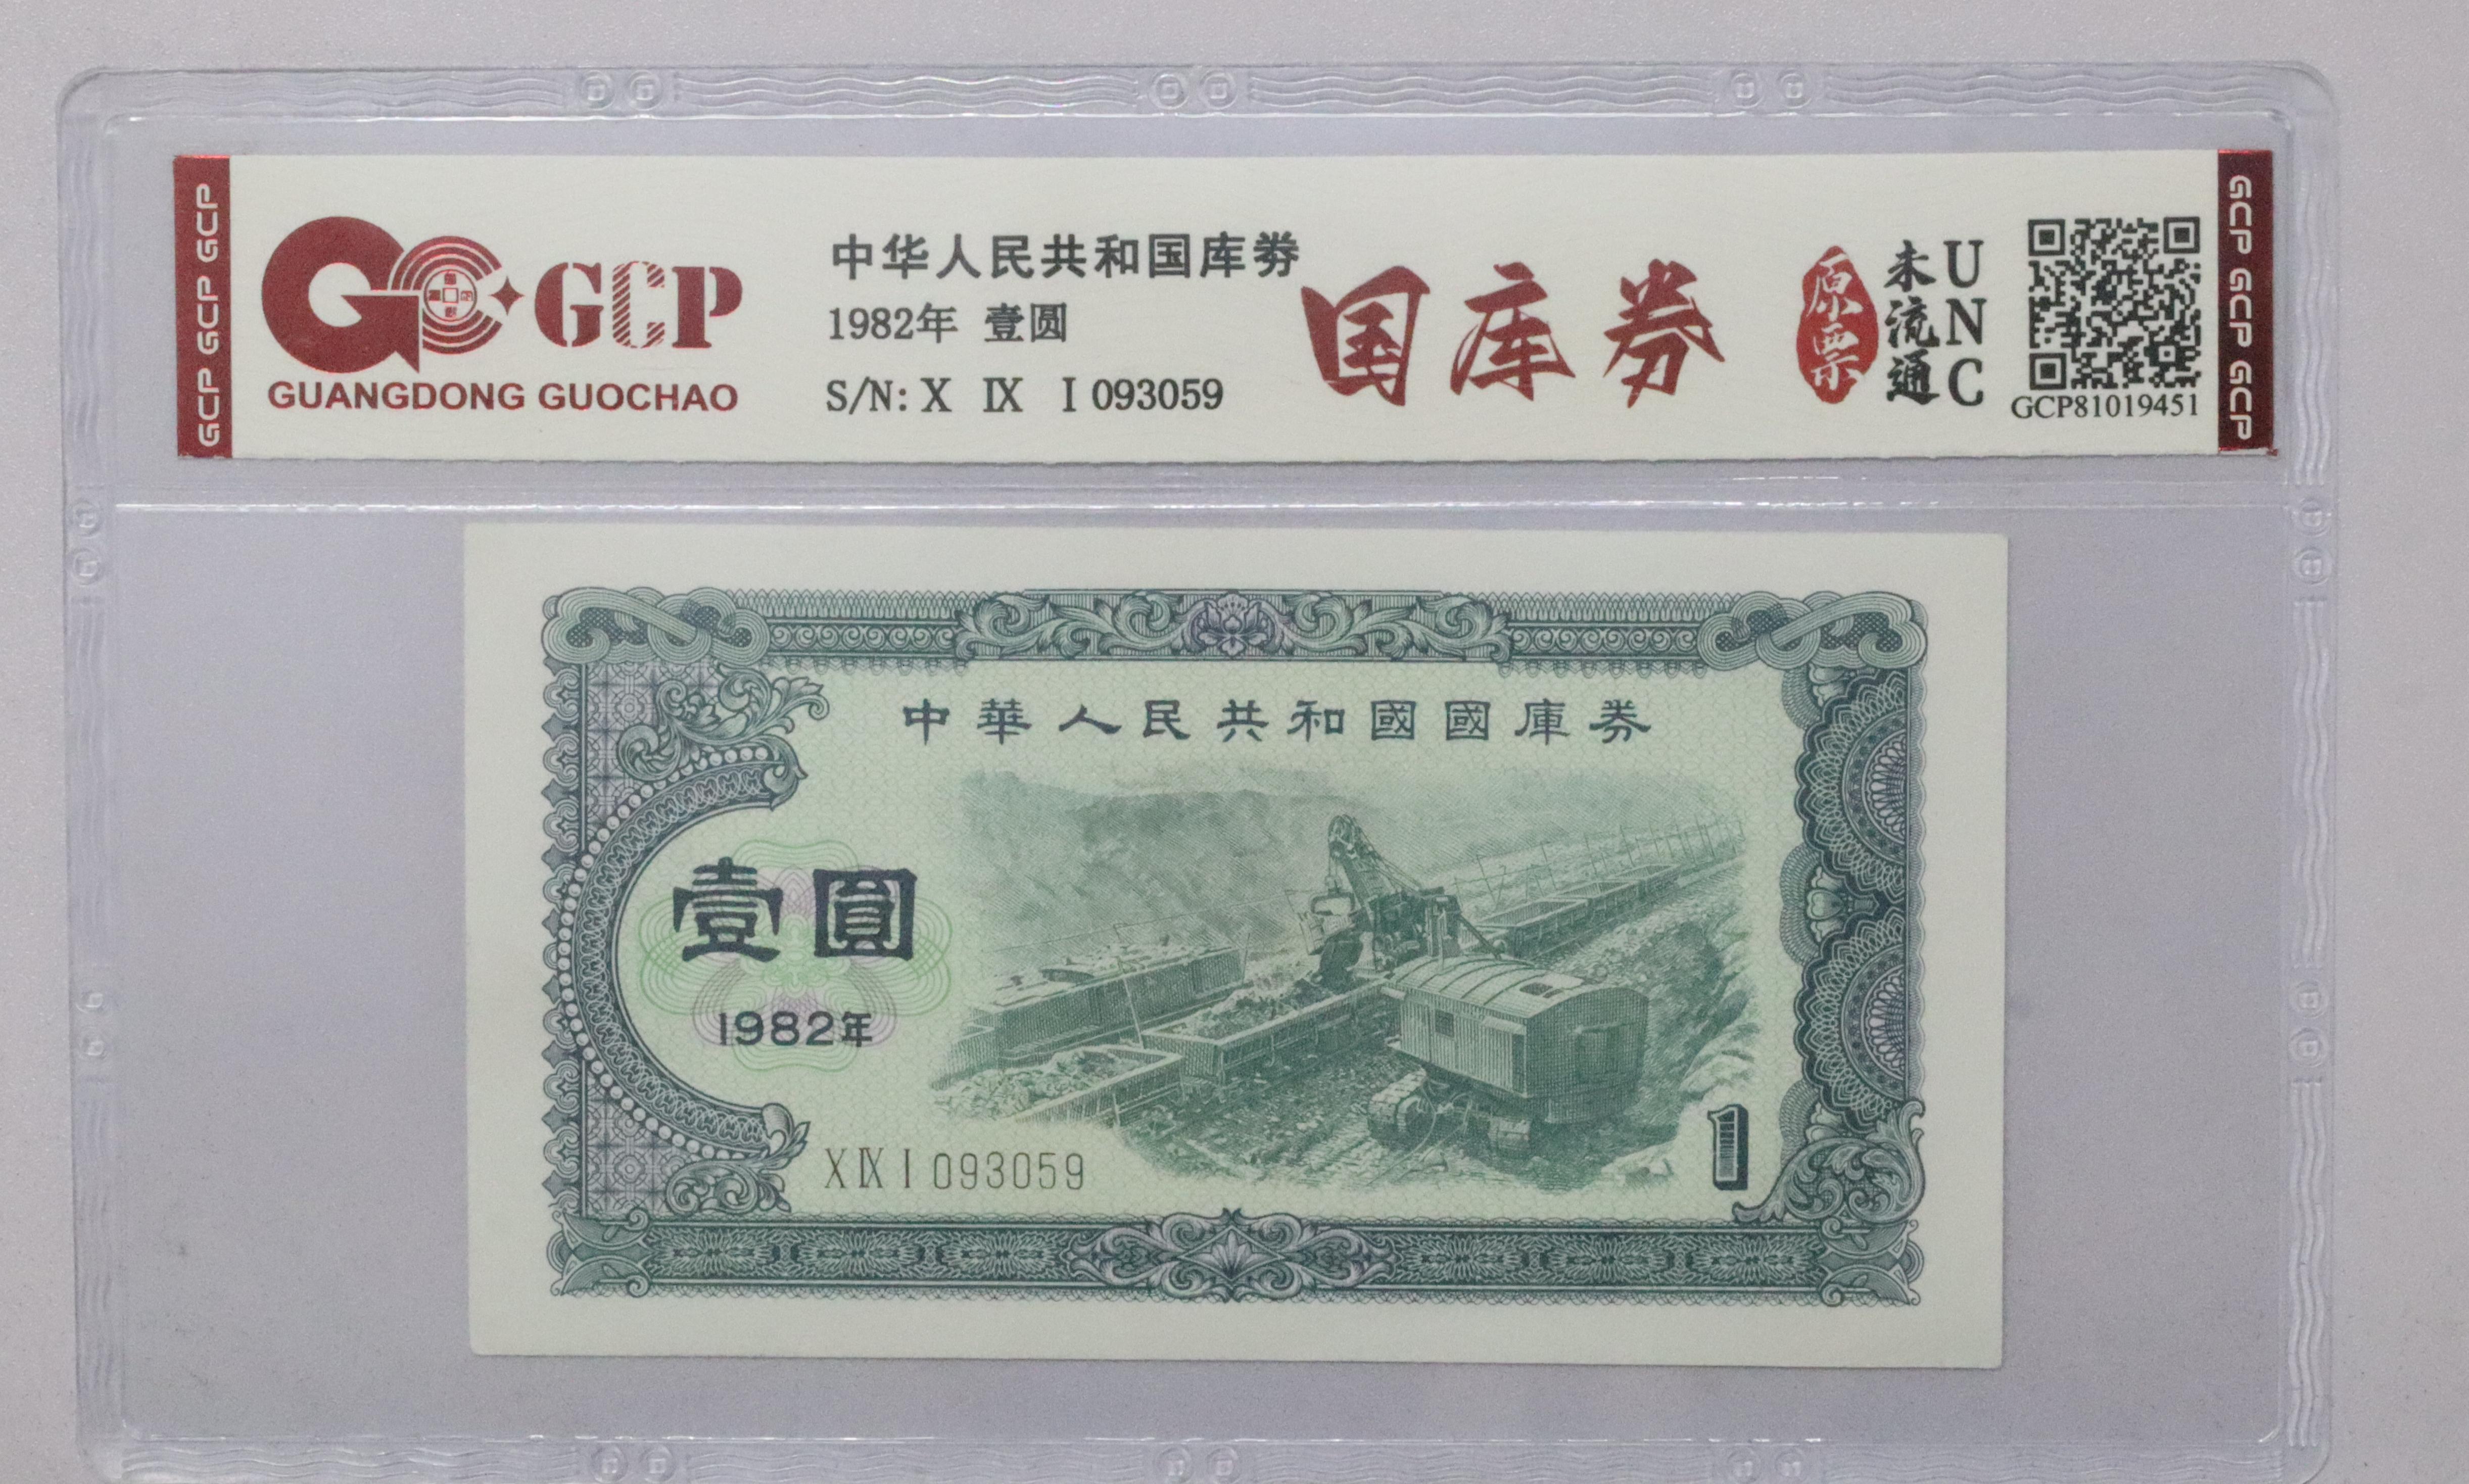 GCP GCP GCP
GCP
GUANGDONG GUOCHAO
中华人民共和国库券
1982年 壹圆
S/N: X Ⅸ Ⅰ 093059
国库券
原票
未流通
UNC
GCP81019451
GCP GCP GCP
中華人民共和國國庫券
壹圓
1982年
X Ⅸ Ⅰ 093059
1